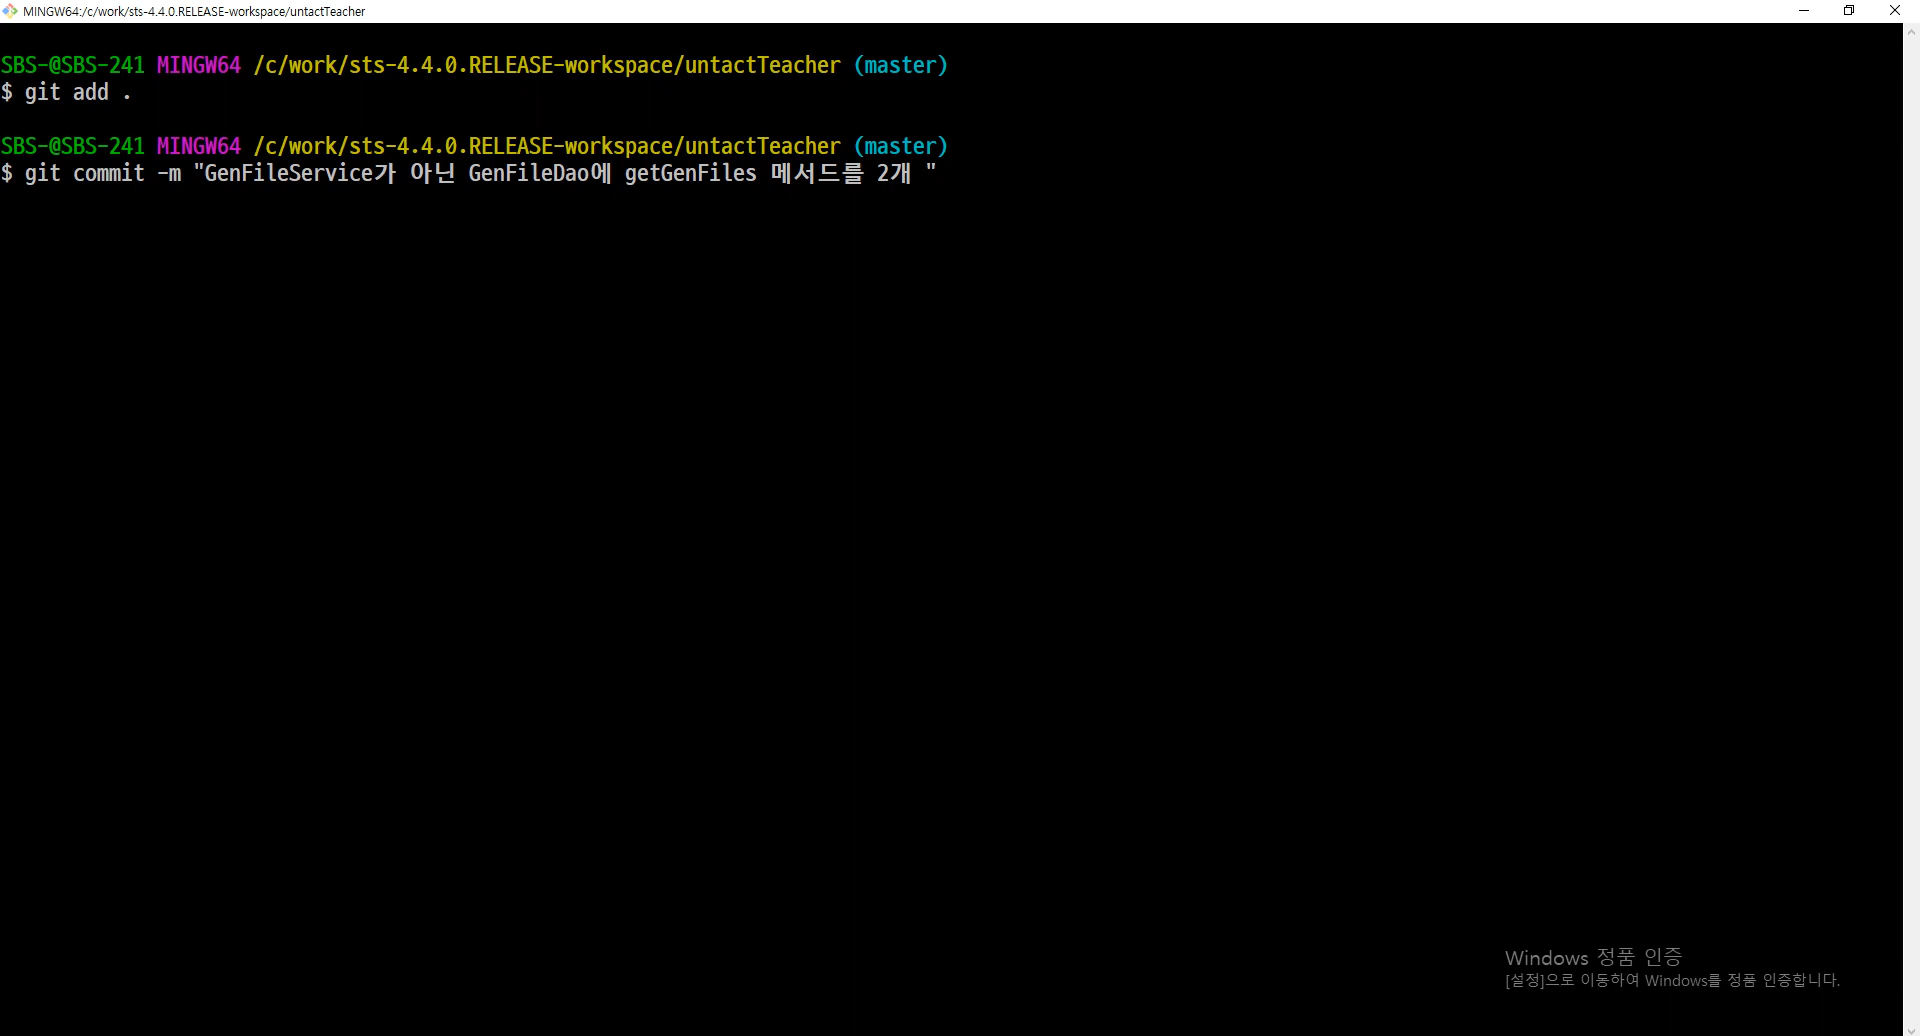 MINGW64:/c/work/sts-4.4.0.RELEASE-workspace/untactTeacher
SBS-@SBS-241 MINGW64 /c/work/sts-4.4.0.RELEASE-workspace/untactTeacher (master)
$ git add .
SBS-@SBS-241 MINGW64 /c/work/sts-4.4.0.RELEASE-workspace/untactTeacher (master)
$ git commit -m "GenFileService가 아닌 GenFileDao에 getGenFiles 메서드를 2개 "
Windows 정품 인증
[설정]으로 이동하여 Windows를 정품 인증합니다.